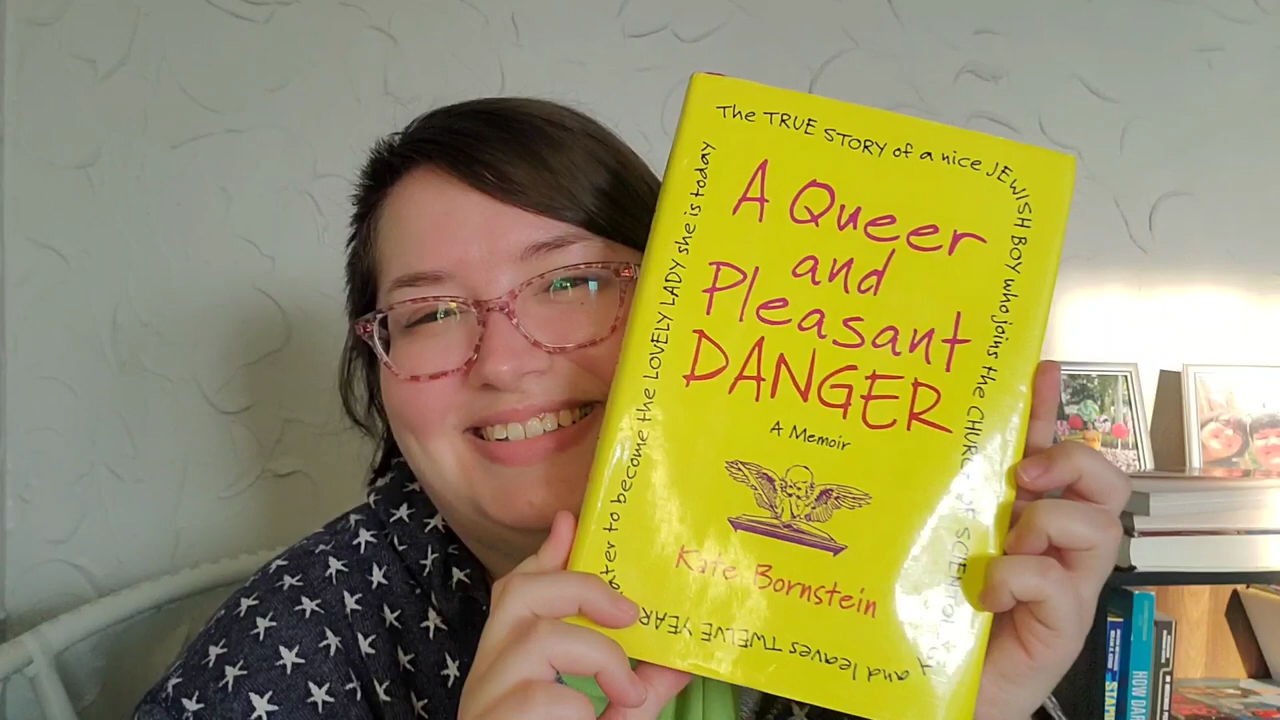 The TRUE STORY of a nice JEWISH BOY who joins the CHURCH OF SCIENTOLOGY
and leaves TWELVE YEARS later to become the LOVELY LADY she is today
A Queer
and
Pleasant
DANGER
A Memoir
Kate Bornstein
HOW DAR